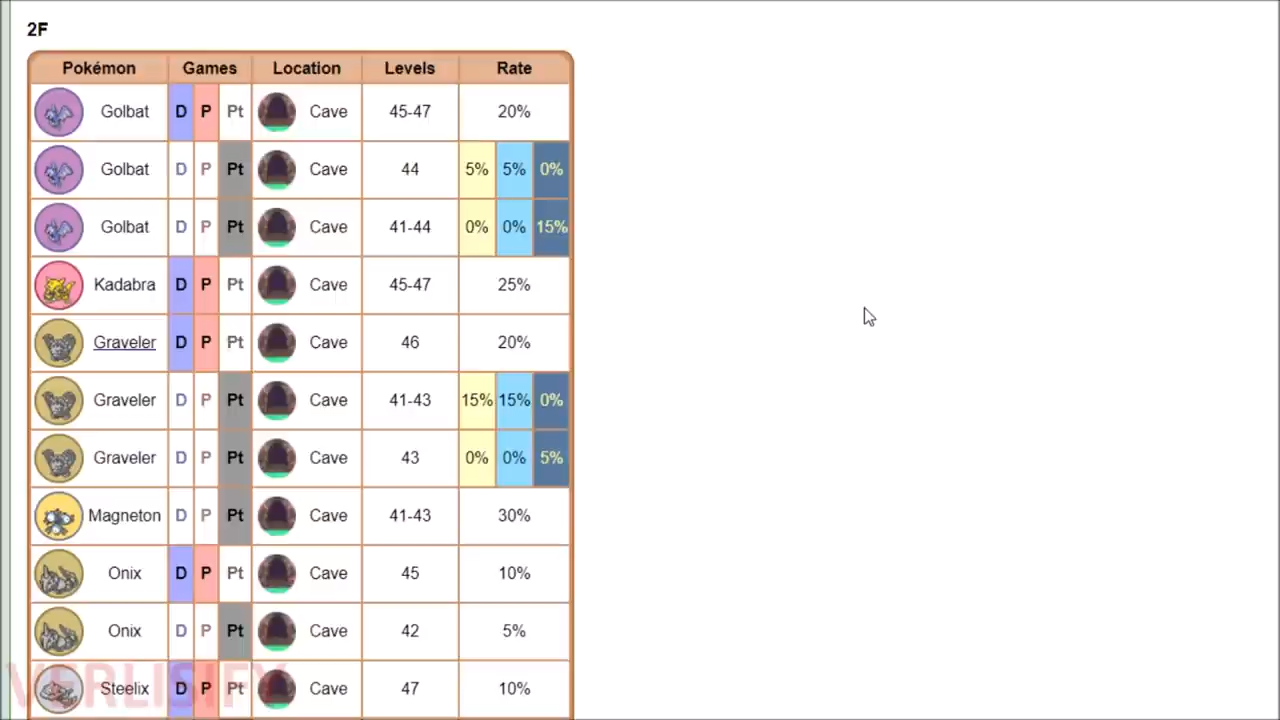 2F
Pokémon Games Location Levels Rate
Golbat D P Pt Cave 45-47 20%
Golbat D P Pt Cave 44 5% 5% 0%
Golbat D P Pt Cave 41-44 0% 0% 15%
Kadabra D P Pt Cave 45-47 25%
Graveler D P Pt Cave 46 20%
Graveler D P Pt Cave 41-43 15% 15% 0%
Graveler D P Pt Cave 43 0% 0% 5%
Magneton D P Pt Cave 41-43 30%
Onix D P Pt Cave 45 10%
Onix D P Pt Cave 42 5%
Steelix D P Pt Cave 47 10%
VERLISIFY